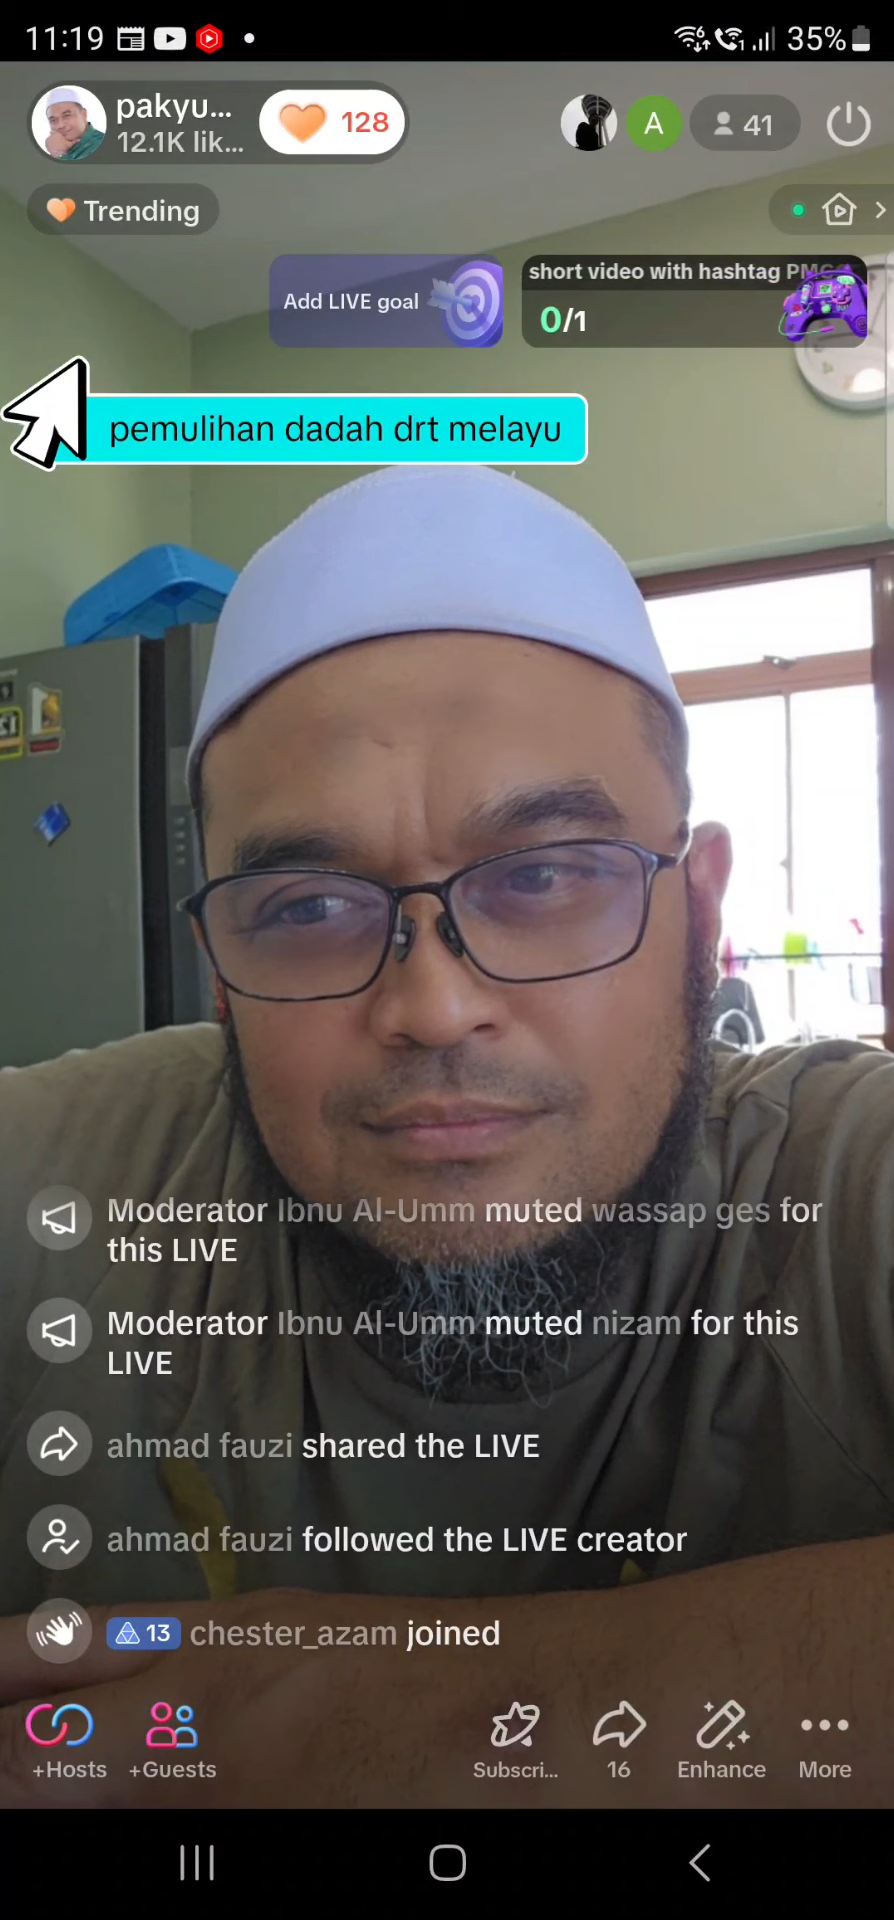 11:19
35%
pakyu...
12.1K lik...
128
A
41
Trending
Add LIVE goal
short video with hashtag PMG
0/1
pemulihan dadah drt melayu
Moderator Ibnu Al-Umm muted wassap ges for
this LIVE
Moderator Ibnu Al-Umm muted nizam for this
LIVE
ahmad fauzi shared the LIVE
ahmad fauzi followed the LIVE creator
13 chester_azam joined
+Hosts
+Guests
Subscri...
16
Enhance
More